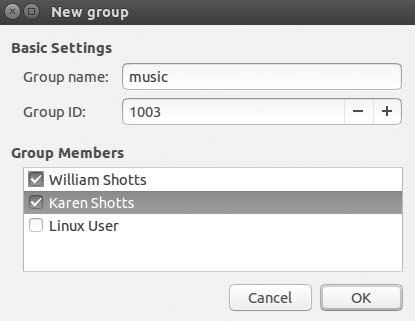 New group
Basic Settings
Group name: music
Group ID: 1003
Group Members
William Shotts
Karen Shotts
Linux User
Cancel OK